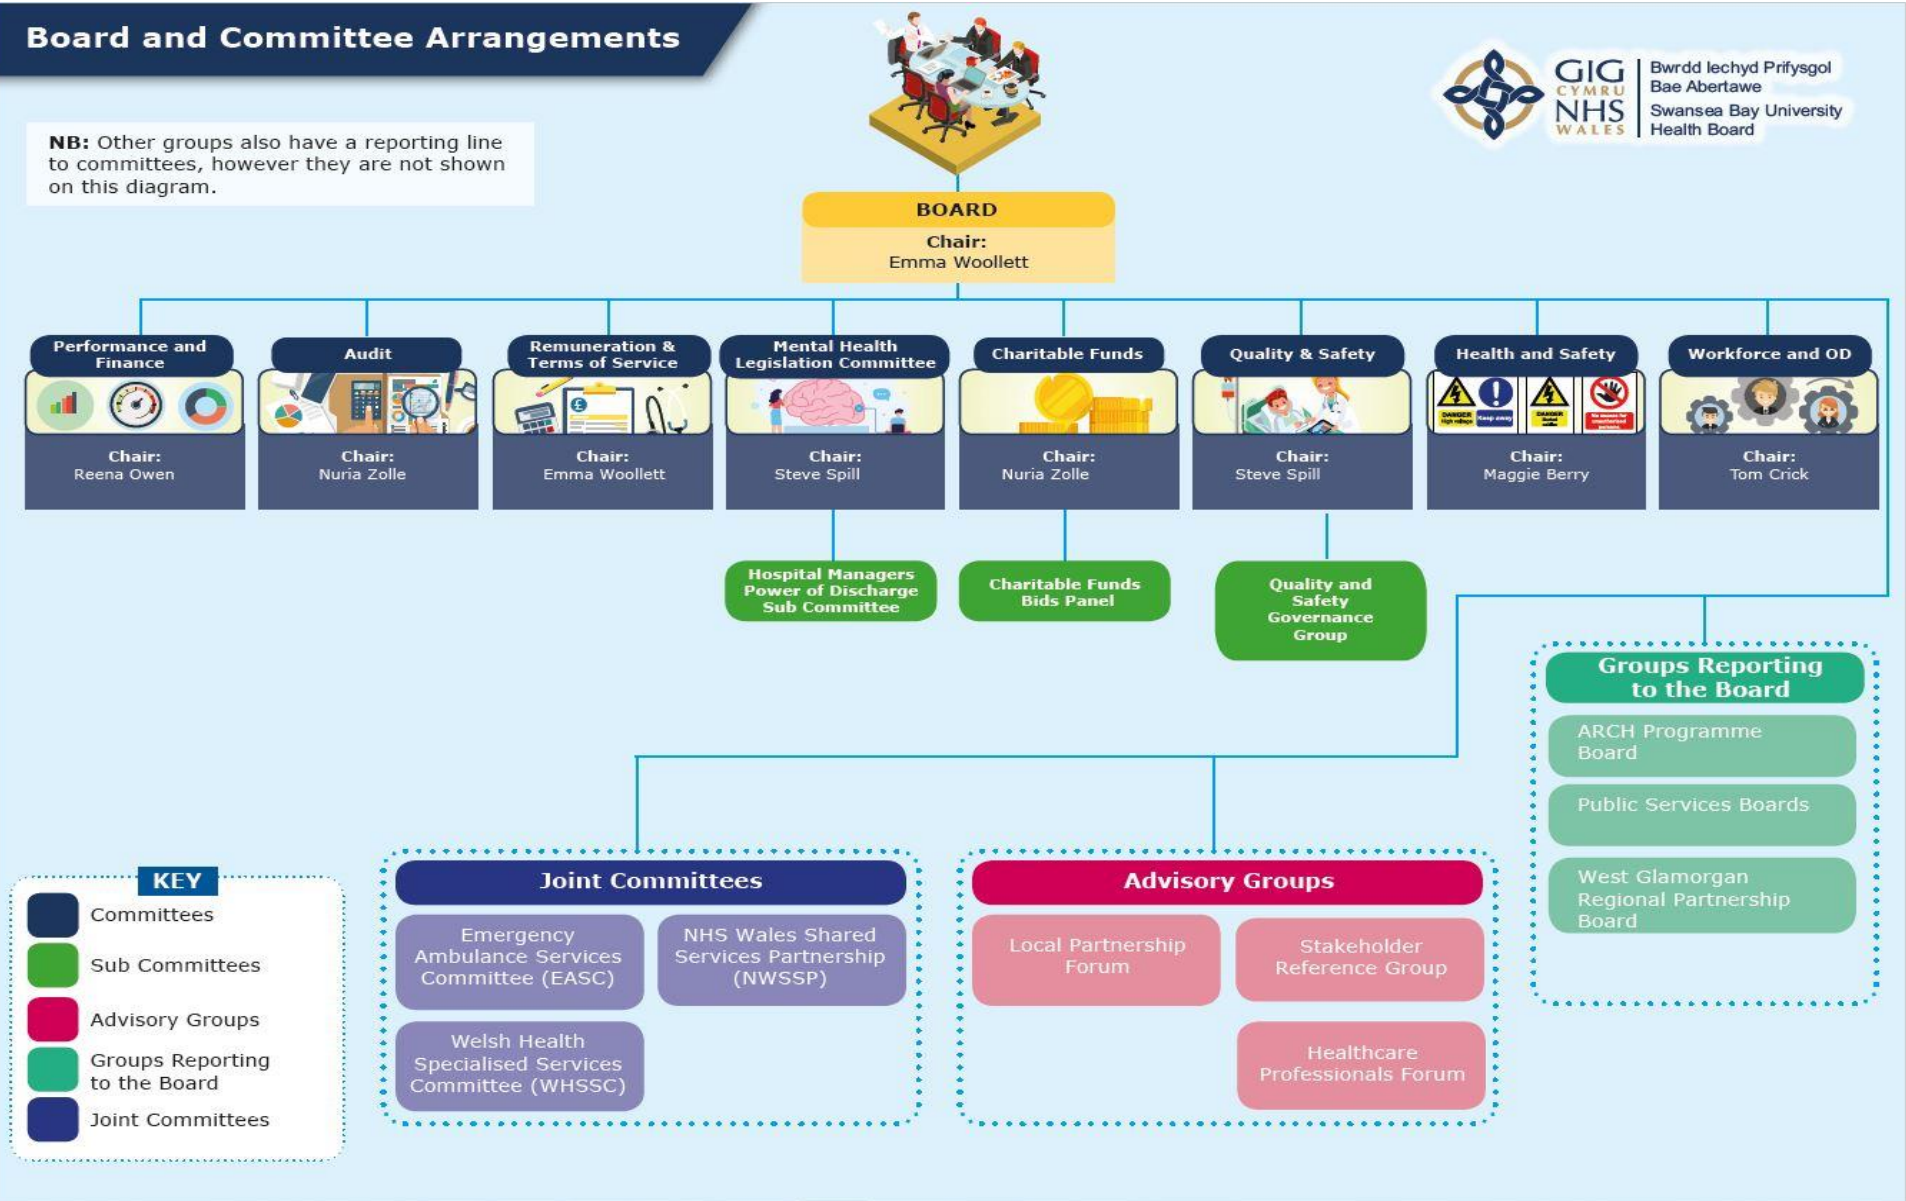 Board and Committee Arrangements
GIG
CYMRU
NHS
WALES
Bwrdd Iechyd Prifysgol
Bae Abertawe
Swansea Bay University
Health Board
NB: Other groups also have a reporting line
to committees, however they are not shown
on this diagram.
BOARD
Chair:
Emma Woollett
Performance and
Finance
Chair:
Reena Owen
Audit
Chair:
Nuria Zolle
Remuneration &
Terms of Service
£
Chair:
Emma Woollett
Mental Health
Legislation Committee
Chair:
Steve Spill
Charitable Funds
Chair:
Nuria Zolle
Quality & Safety
Chair:
Steve Spill
Health and Safety
DANGER
High voltage
Keep away
DANGER
Chair:
Maggie Berry
Workforce and OD
Chair:
Tom Crick
Hospital Managers
Power of Discharge
Sub Committee
Charitable Funds
Bids Panel
Quality and
Safety
Governance
Group
Groups Reporting
to the Board
ARCH Programme
Board
Public Services Boards
West Glamorgan
Regional Partnership
Board
Joint Committees
Emergency
Ambulance Services
Committee (EASC)
NHS Wales Shared
Services Partnership
(NWSSP)
Welsh Health
Specialised Services
Committee (WHSSC)
Advisory Groups
Local Partnership
Forum
Stakeholder
Reference Group
Healthcare
Professionals Forum
KEY
Committees
Sub Committees
Advisory Groups
Groups Reporting
to the Board
Joint Committees